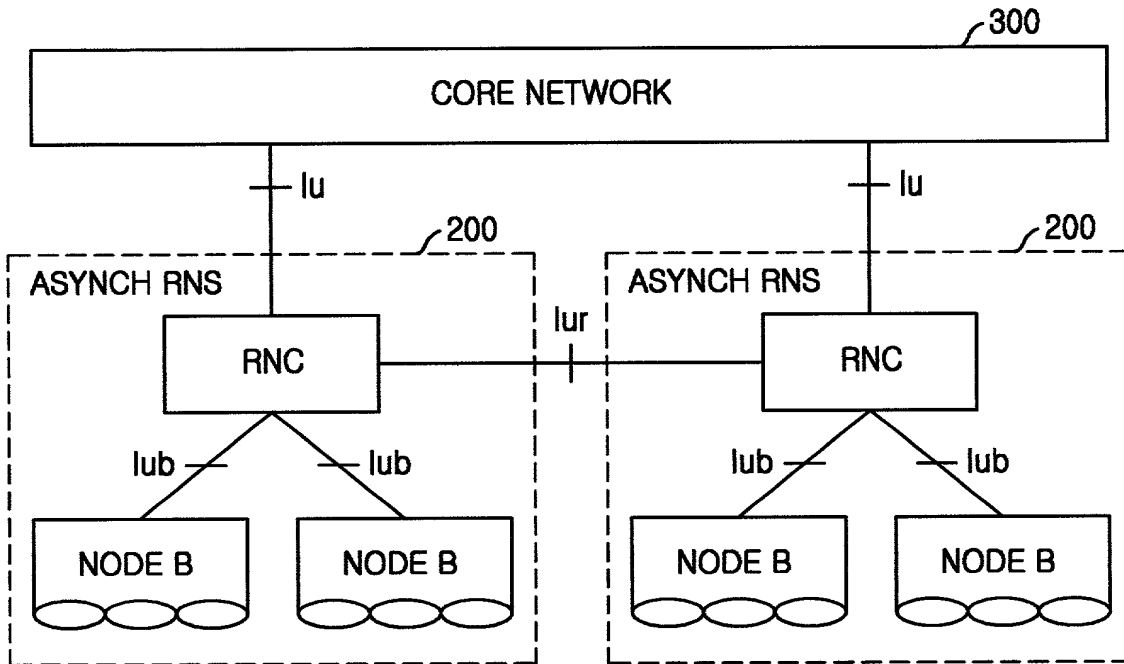 300
CORE NETWORK
Iu
Iu
200
200
ASYNCH RNS
ASYNCH RNS
Iur
RNC
RNC
Iub
Iub
Iub
Iub
NODE B
NODE B
NODE B
NODE B